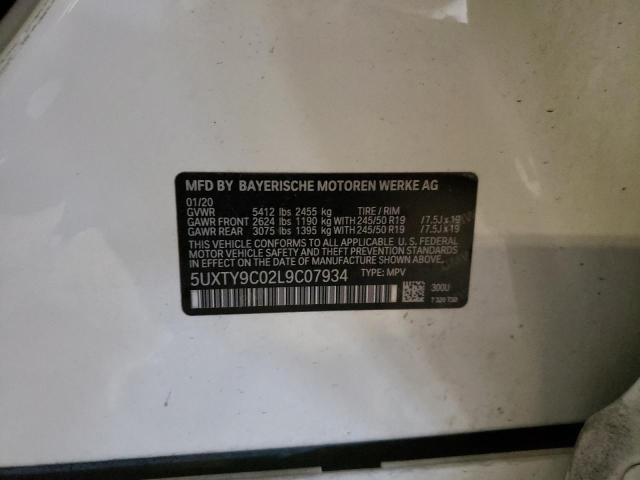 MFD BY BAYERISCHE MOTOREN WERKE AG
01/20
GVWR 5412 lbs 2455 kg TIRE / RIM
GAWR FRONT 2624 lbs 1190 kg WITH 245/50 R19 /7.5J x 19
GAWR REAR 3075 lbs 1395 kg WITH 245/50 R19 /7.5J x 19
THIS VEHICLE CONFORMS TO ALL APPLICABLE U. S. FEDERAL
MOTOR VEHICLE SAFETY, BUMPER, AND THEFT PREVENTION STANDARDS
IN EFFECT ON THE DATE OF MANUFACTURE SHOWN ABOVE.
5UXTY9C02L9C07934 TYPE: MPV
300U